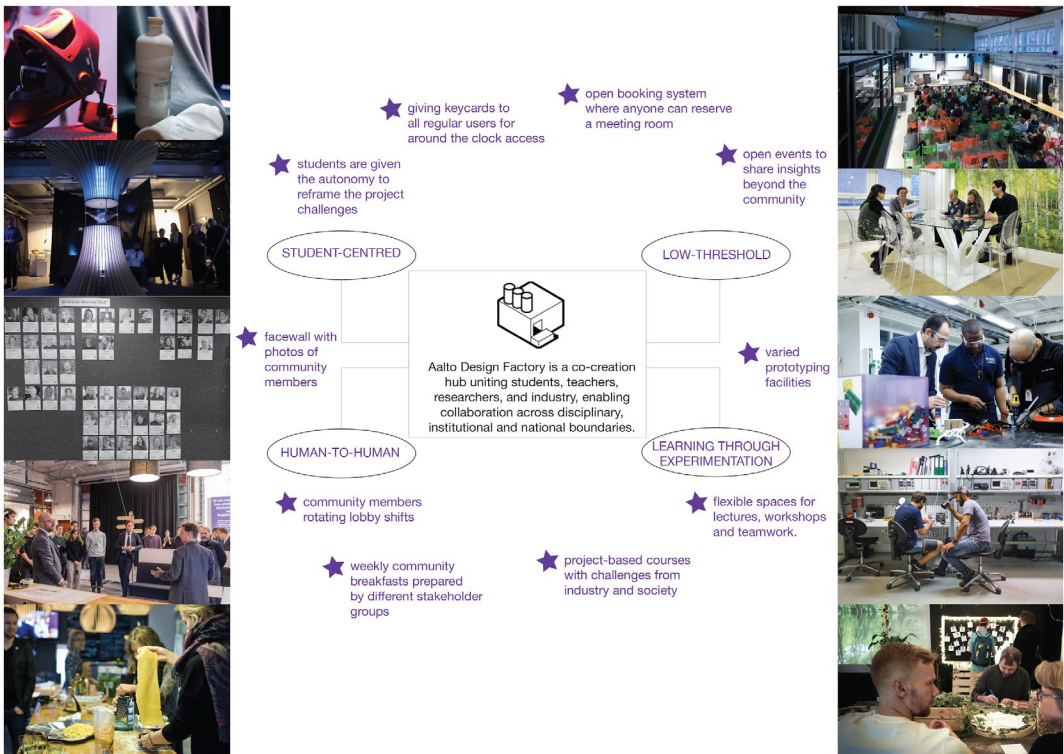 giving keycards to
all regular users for
around the clock access
open booking system
where anyone can reserve
a meeting room
students are given
the autonomy to
reframe the project
challenges
open events to
share insights
beyond the
community
STUDENT-CENTRED
LOW-THRESHOLD
facewall with
photos of
community
members
Aalto Design Factory is a co-creation
hub uniting students, teachers,
researchers, and industry, enabling
collaboration across disciplinary,
institutional and national boundaries.
varied
prototyping
facilities
HUMAN-TO-HUMAN
LEARNING THROUGH
EXPERIMENTATION
community members
rotating lobby shifts
flexible spaces for
lectures, workshops
and teamwork.
weekly community
breakfasts prepared
by different stakeholder
groups
project-based courses
with challenges from
industry and society